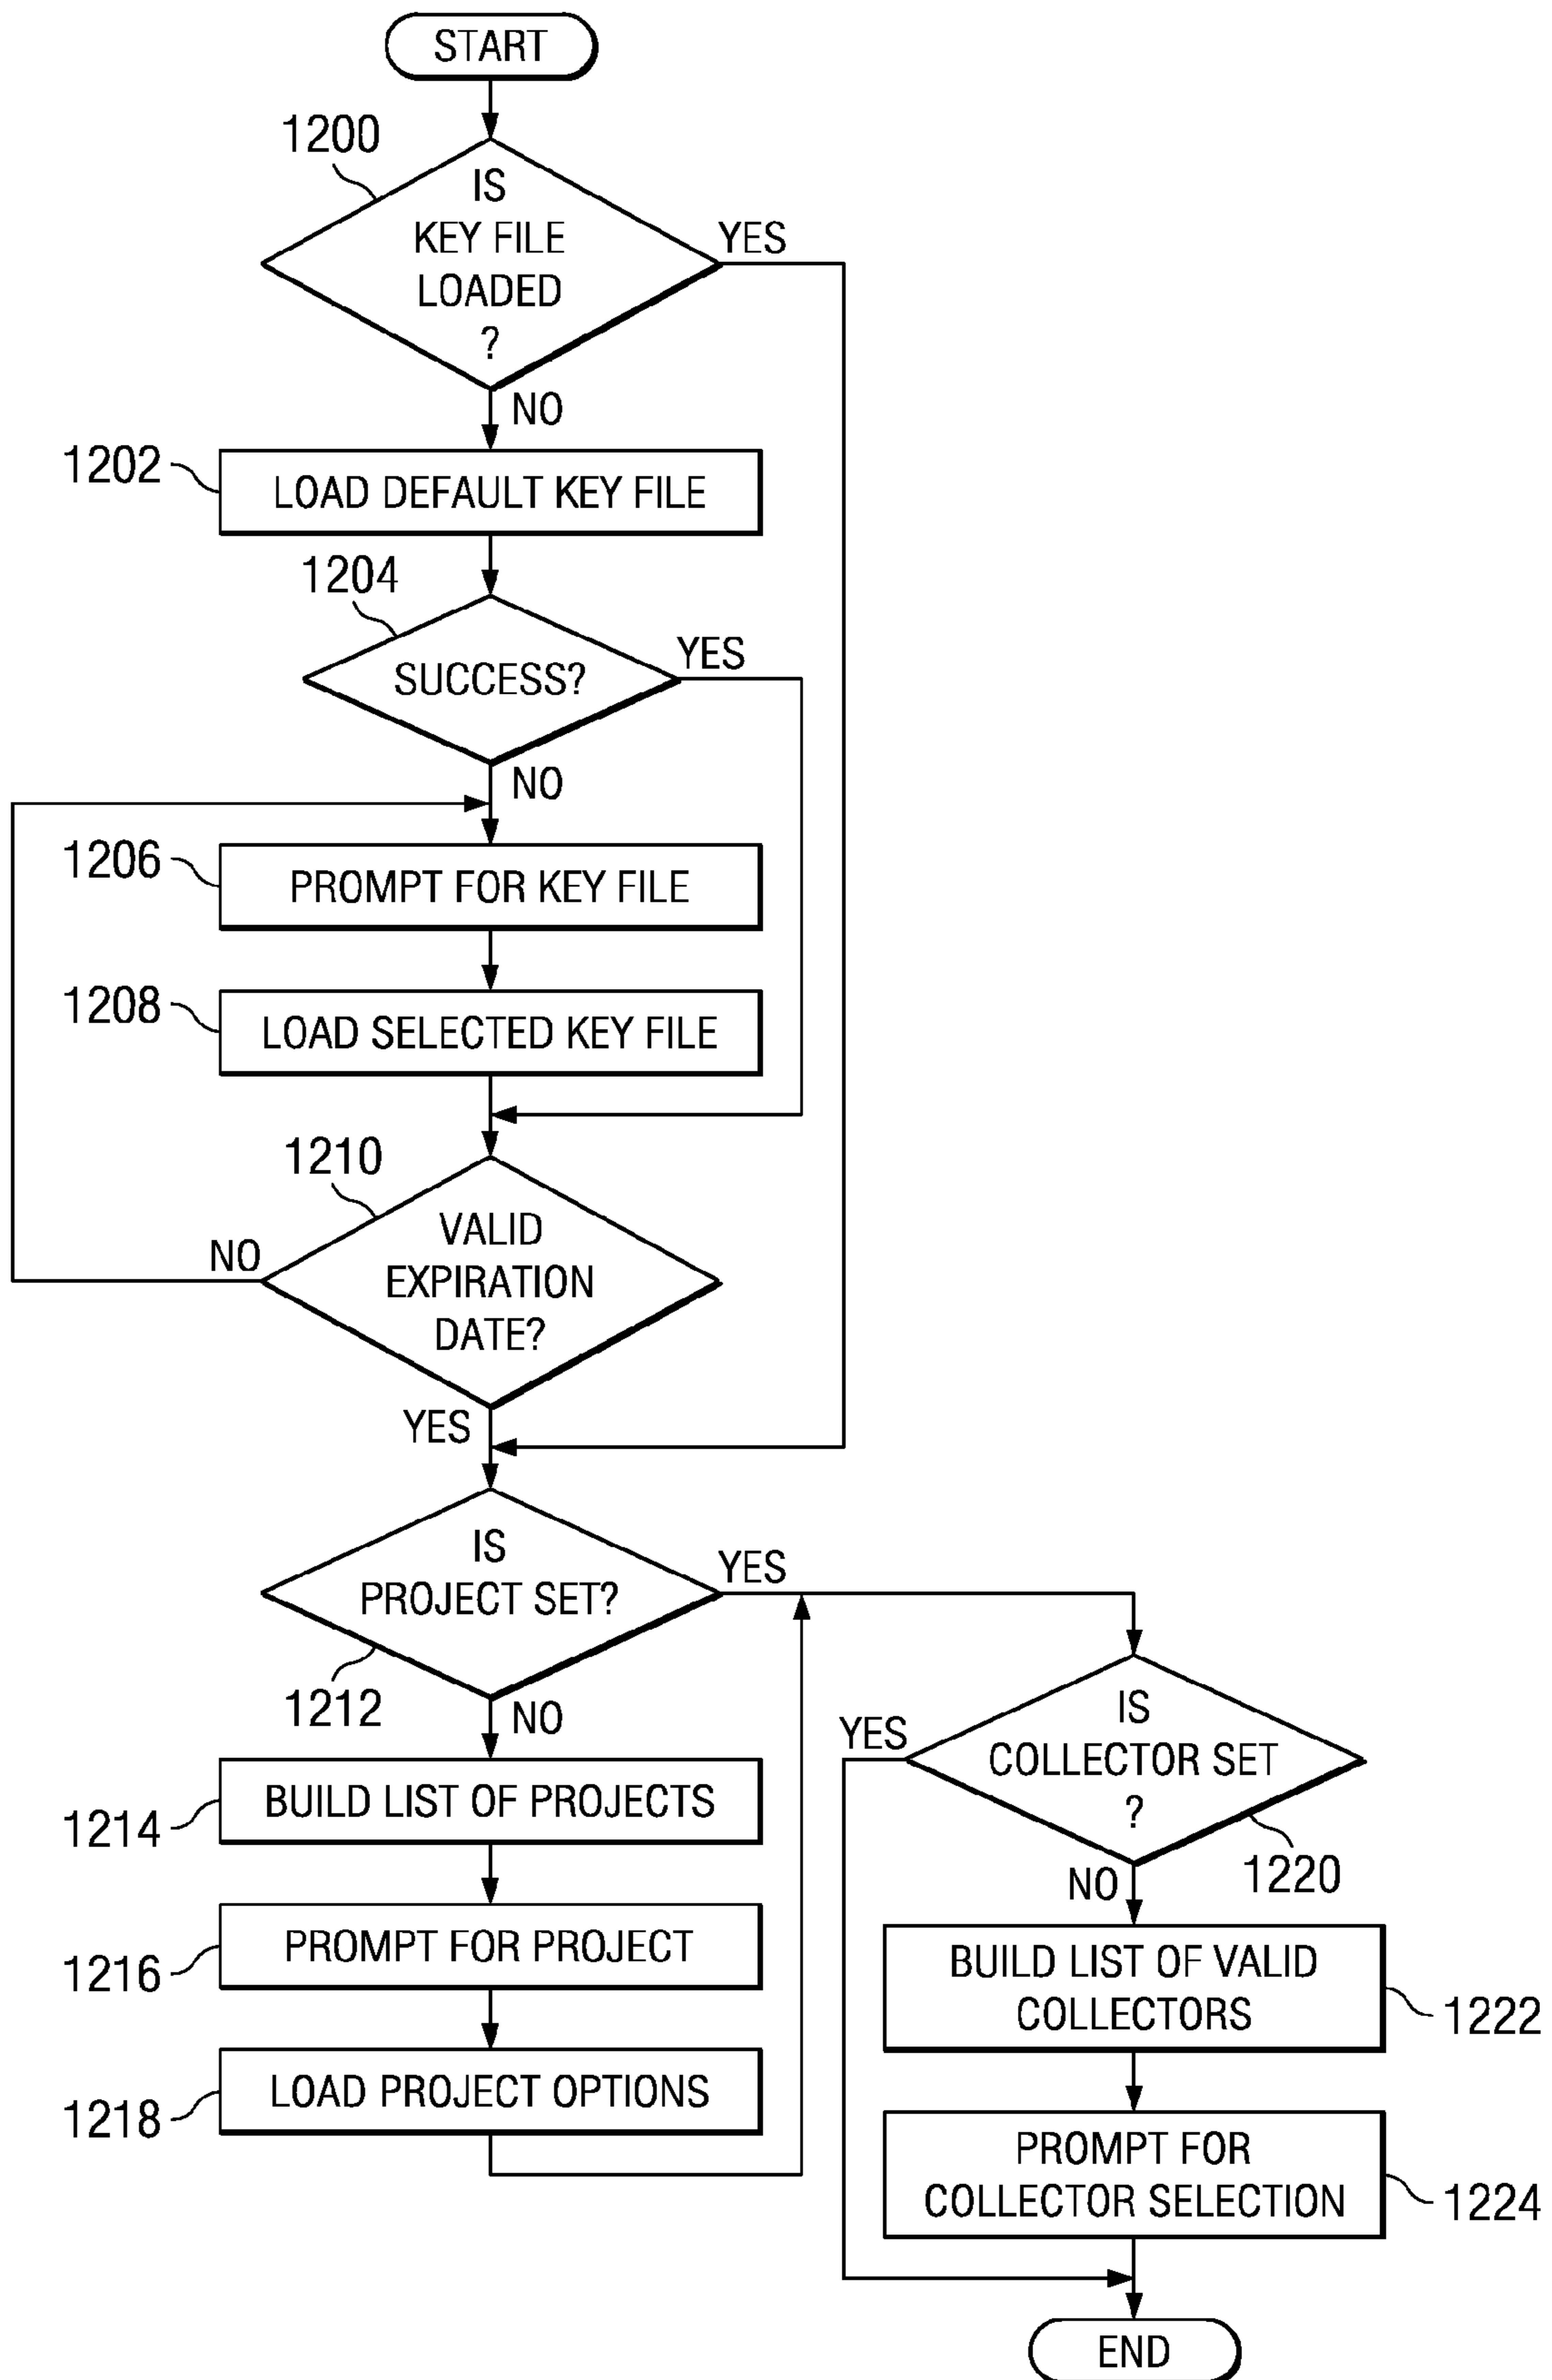 START
1200
IS
KEY FILE
LOADED
?
YES
NO
1202
LOAD DEFAULT KEY FILE
1204
SUCCESS?
YES
NO
1206
PROMPT FOR KEY FILE
1208
LOAD SELECTED KEY FILE
1210
VALID
EXPIRATION
DATE?
NO
YES
IS
PROJECT SET?
YES
1212
NO
1214
BUILD LIST OF PROJECTS
1216
PROMPT FOR PROJECT
1218
LOAD PROJECT OPTIONS
IS
COLLECTOR SET
?
YES
1220
NO
BUILD LIST OF VALID
COLLECTORS
1222
PROMPT FOR
COLLECTOR SELECTION
1224
END